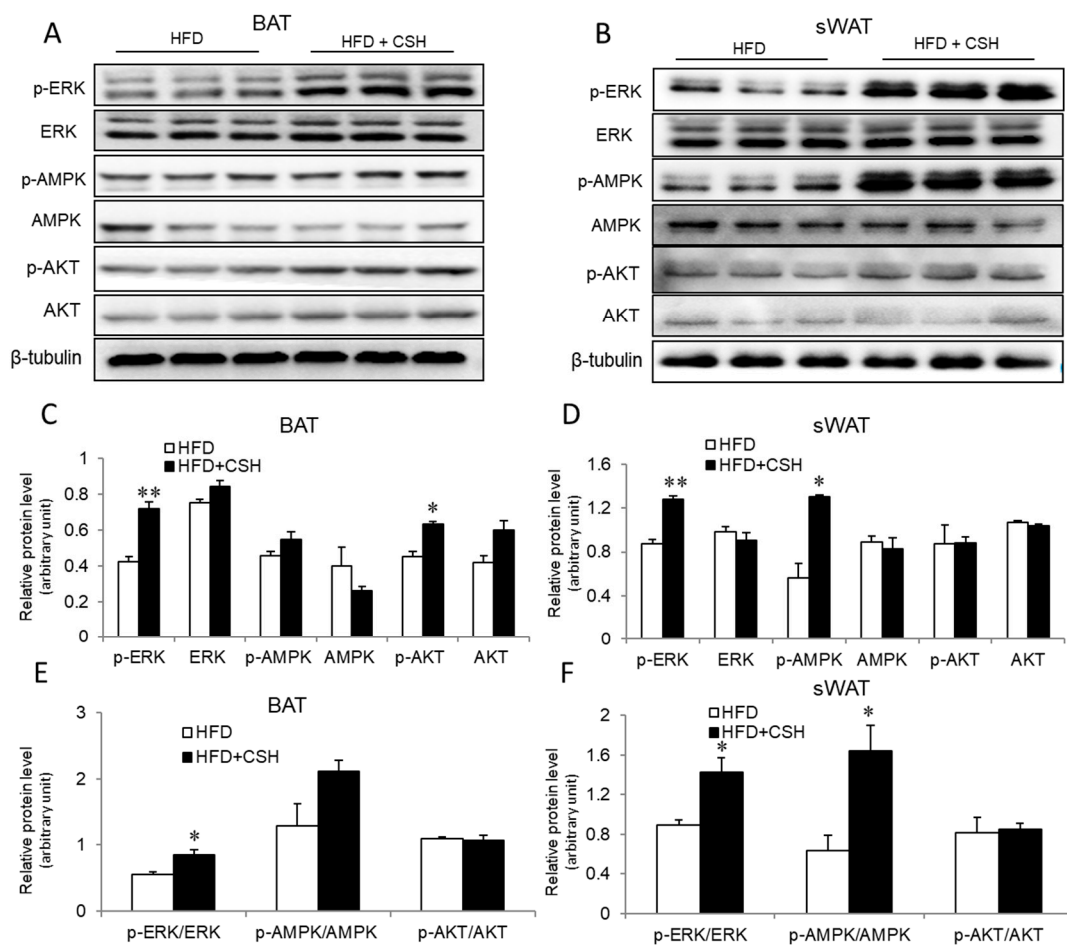 A
BAT
HFD
HFD + CSH
p-ERK
ERK
p-AMPK
AMPK
p-AKT
AKT
β-tubulin
B
sWAT
HFD
HFD + CSH
p-ERK
ERK
p-AMPK
AMPK
p-AKT
AKT
β-tubulin
C
BAT
HFD
HFD+CSH
Relative protein level
(arbitrary unit)
1
0.8
0.6
0.4
0.2
0
**
*
p-ERK ERK p-AMPK AMPK p-AKT AKT
D
sWAT
HFD
HFD+CSH
Relative protein level
(arbitrary unit)
1.6
1.2
0.8
0.4
0
**
*
p-ERK ERK p-AMPK AMPK p-AKT AKT
E
BAT
HFD
HFD+CSH
Relative protein level
(arbitrary unit)
3
2
1
0
*
p-ERK/ERK p-AMPK/AMPK p-AKT/AKT
F
sWAT
HFD
HFD+CSH
Relative protein level
(arbitrary unit)
2
1.6
1.2
0.8
0.4
0
*
*
p-ERK/ERK p-AMPK/AMPK p-AKT/AKT